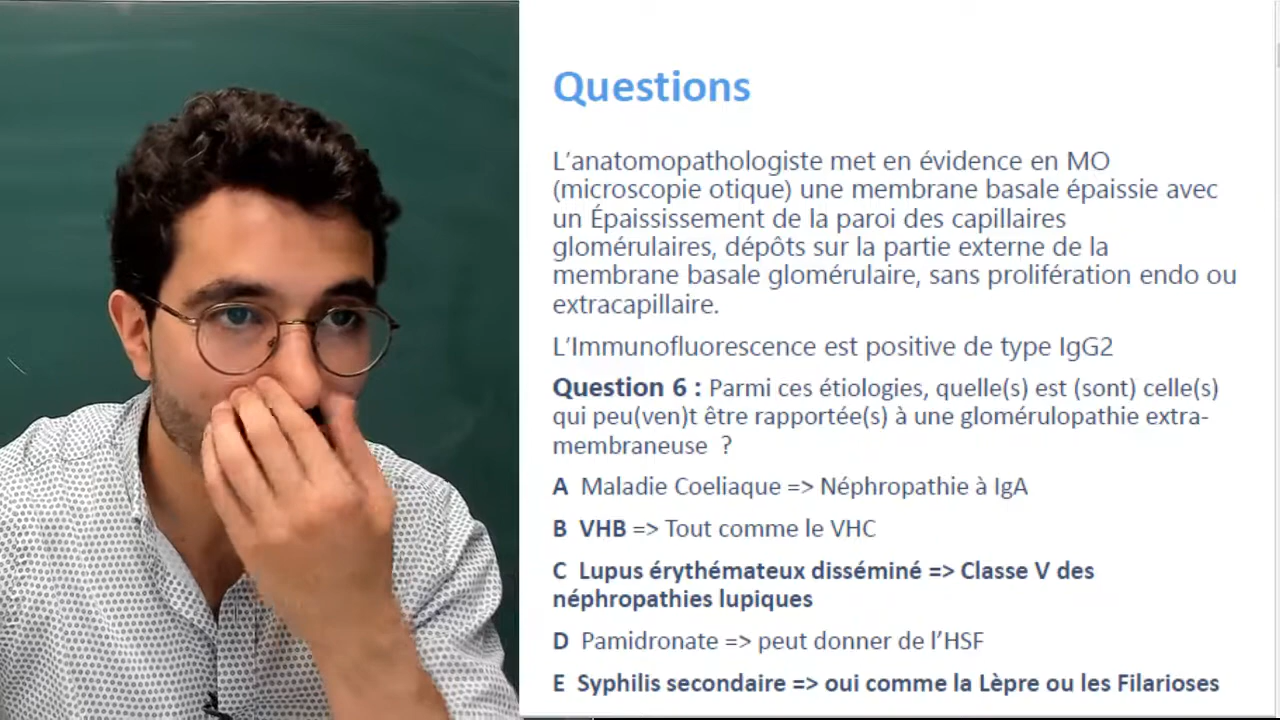 Questions
L'anatomopathologiste met en évidence en MO
(microscopie otique) une membrane basale épaissie avec
un Épaississement de la paroi des capillaires
glomérulaires, dépôts sur la partie externe de la
membrane basale glomérulaire, sans prolifération endo ou
extracapillaire.
L'Immunofluorescence est positive de type IgG2
Question 6 : Parmi ces étiologies, quelle(s) est (sont) celle(s)
qui peu(ven)t être rapportée(s) à une glomérulopathie extra-
membraneuse ?
A Maladie Coeliaque => Néphropathie à IgA
B VHB => Tout comme le VHC
C Lupus érythémateux disséminé => Classe V des
néphropathies lupiques
D Pamidronate => peut donner de l'HSF
E Syphilis secondaire => oui comme la Lèpre ou les Filarioses